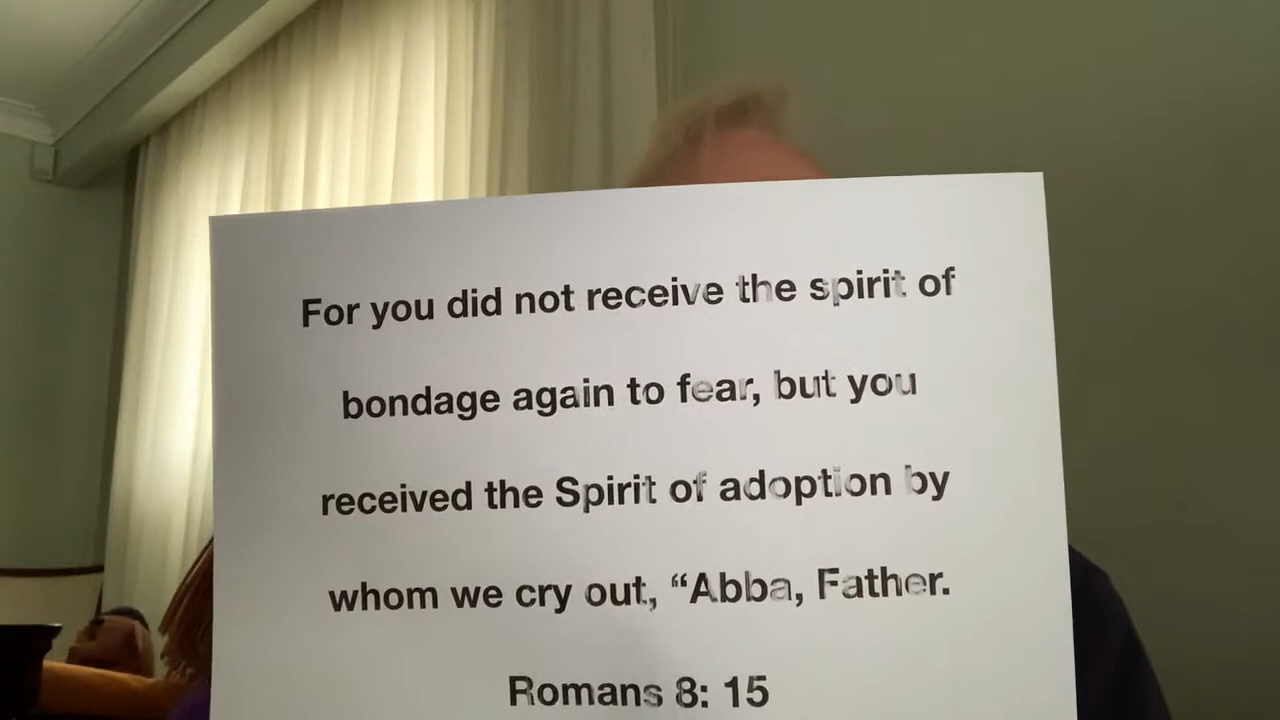 For you did not receive the spirit of
bondage again to fear, but you
received the Spirit of adoption by
whom we cry out, “Abba, Father.
Romans 8: 15